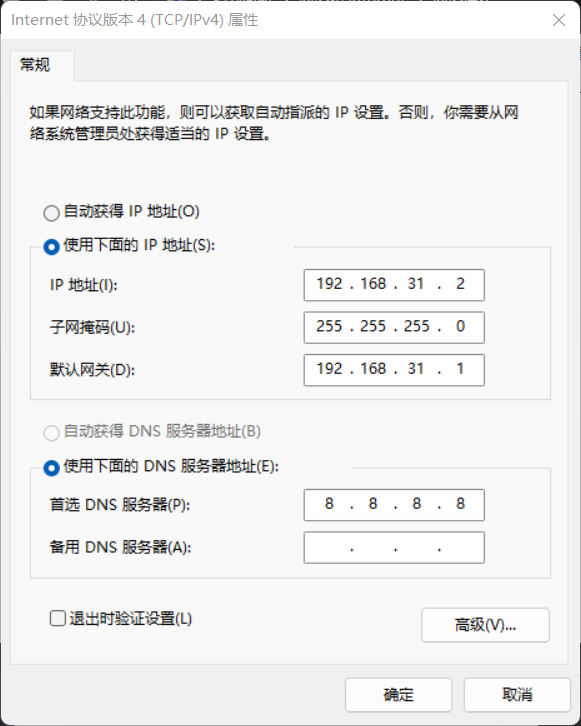 Internet 协议版本 4 (TCP/IPv4) 属性
常规
如果网络支持此功能，则可以获取自动指派的 IP 设置。否则，你需要从网
络系统管理员处获得适当的 IP 设置。
自动获得 IP 地址(O)
使用下面的 IP 地址(S):
IP 地址(I): 192 . 168 . 31 . 2
子网掩码(U): 255 . 255 . 255 . 0
默认网关(D): 192 . 168 . 31 . 1
自动获得 DNS 服务器地址(B)
使用下面的 DNS 服务器地址(E):
首选 DNS 服务器(P): 8 . 8 . 8 . 8
备用 DNS 服务器(A): . . .
退出时验证设置(L)
高级(V)...
确定 取消